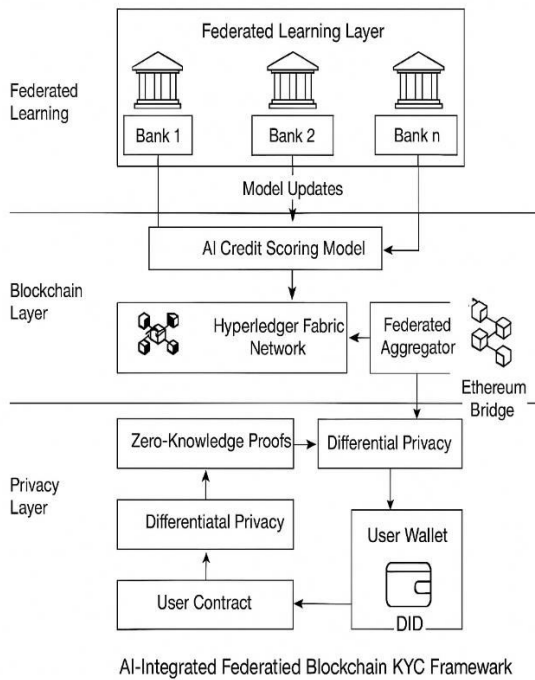 Federated Learning Layer
Federated
Learning
Bank 1
Bank 2
Bank n
Model Updates
AI Credit Scoring Model
Blockchain
Layer
Hyperledger Fabric
Network
Federated
Aggregator
Ethereum
Bridge
Zero-Knowledge Proofs
Differential Privacy
Privacy
Layer
Differentiatal Privacy
User Wallet
User Contract
DID
AI-Integrated Federatied Blockchain KYC Framewark